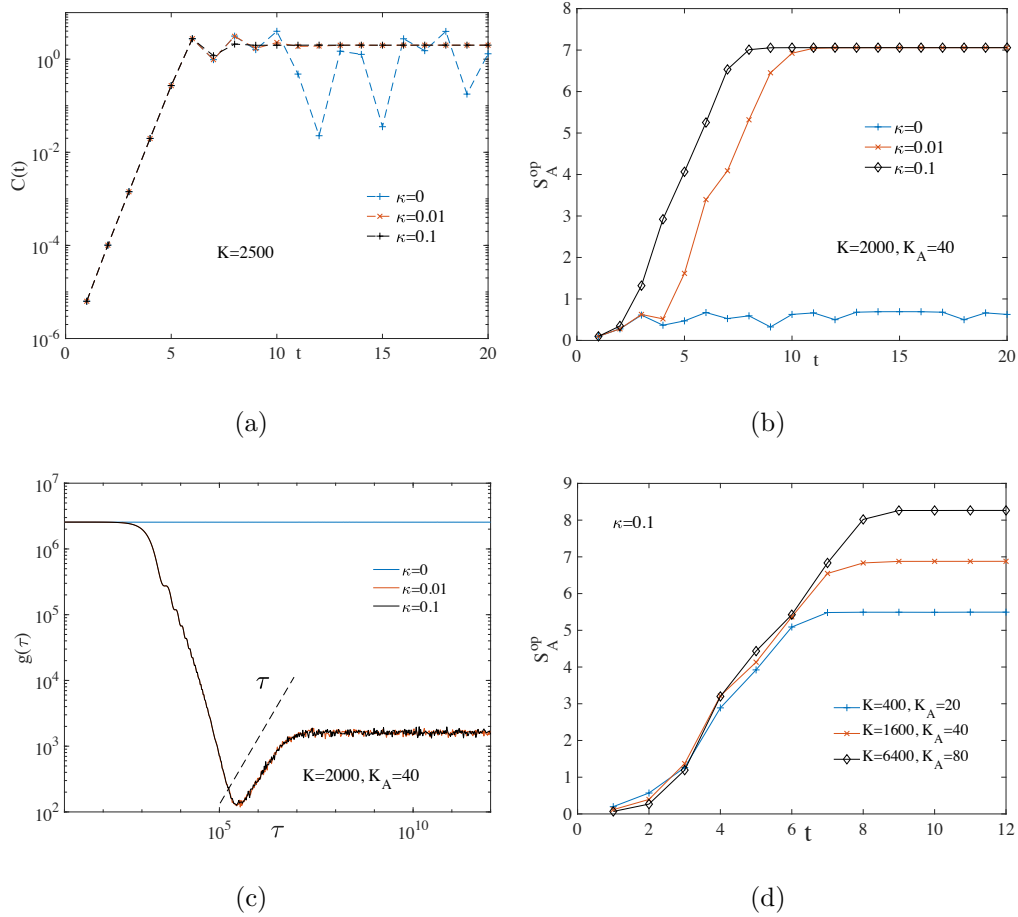 10^0
10^-2
10^-4
10^-6
C(t)
κ=0
κ=0.01
κ=0.1
K=2500
0 5 10 15 20
t
(a)
8
7
6
5
4
3
2
1
0
S_A^op
κ=0
κ=0.01
κ=0.1
K=2000, K_A=40
0 5 10 15 20
t
(b)
10^7
10^6
10^5
10^4
10^3
10^2
g(τ)
κ=0
κ=0.01
κ=0.1
τ
K=2000, K_A=40
10^5 10^10
τ
(c)
9
8
7
6
5
4
3
2
1
0
S_A^op
κ=0.1
K=400, K_A=20
K=1600, K_A=40
K=6400, K_A=80
0 2 4 6 8 10 12
t
(d)